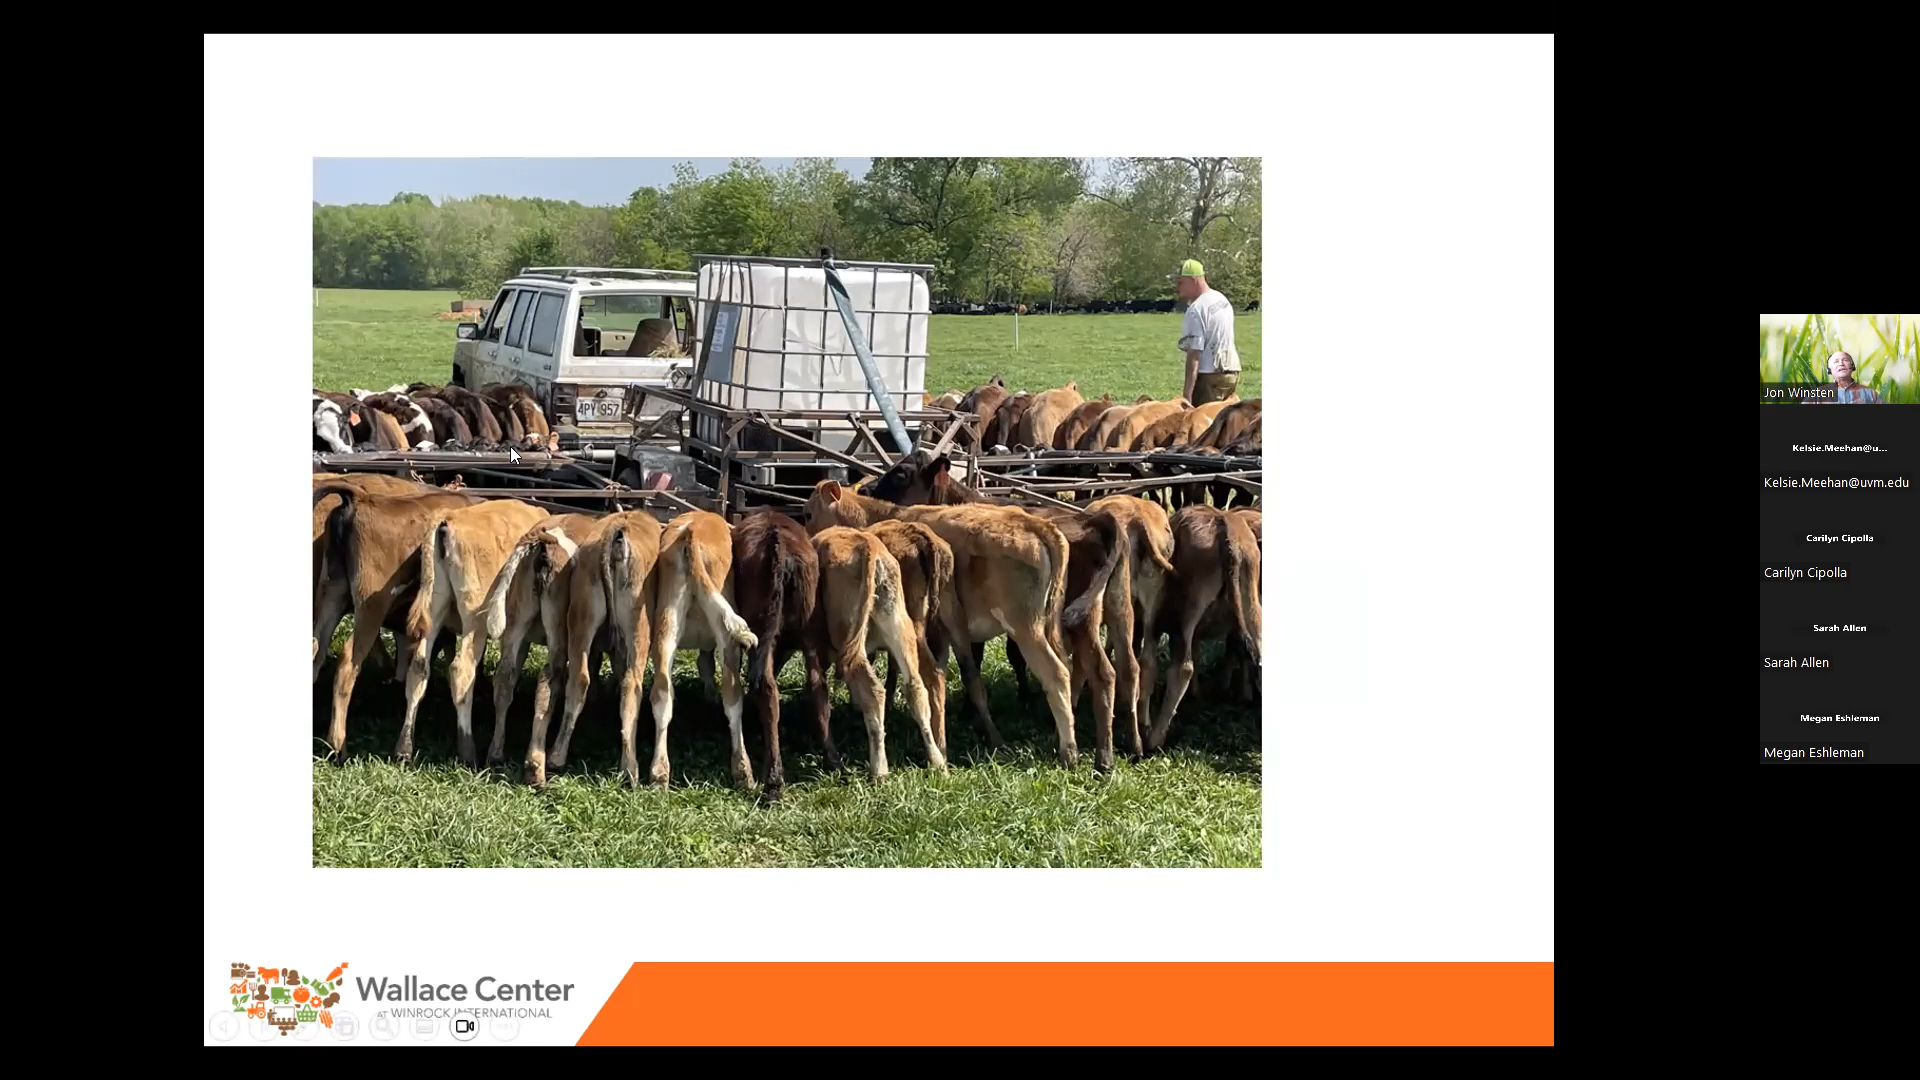 4PY 957
Wallace Center
AT WINROCK INTERNATIONAL
Jon Winsten
Kelsie.Meehan@u...
Kelsie.Meehan@uvm.edu
Carilyn Cipolla
Carilyn Cipolla
Sarah Allen
Sarah Allen
Megan Eshleman
Megan Eshleman